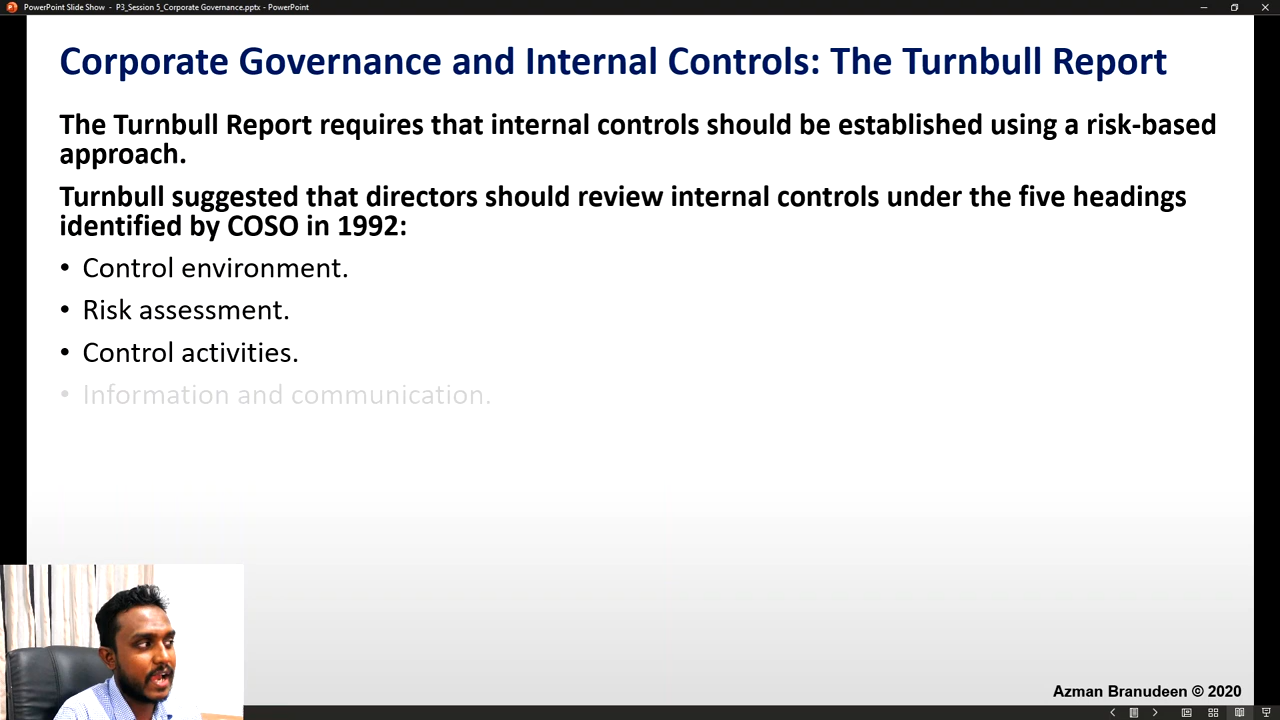 PowerPoint Slide Show - P3_Session 5_Corporate Governance.pptx - PowerPoint
Corporate Governance and Internal Controls: The Turnbull Report
The Turnbull Report requires that internal controls should be established using a risk-based
approach.
Turnbull suggested that directors should review internal controls under the five headings
identified by COSO in 1992:
• Control environment.
• Risk assessment.
• Control activities.
• Information and communication.
Azman Branudeen © 2020